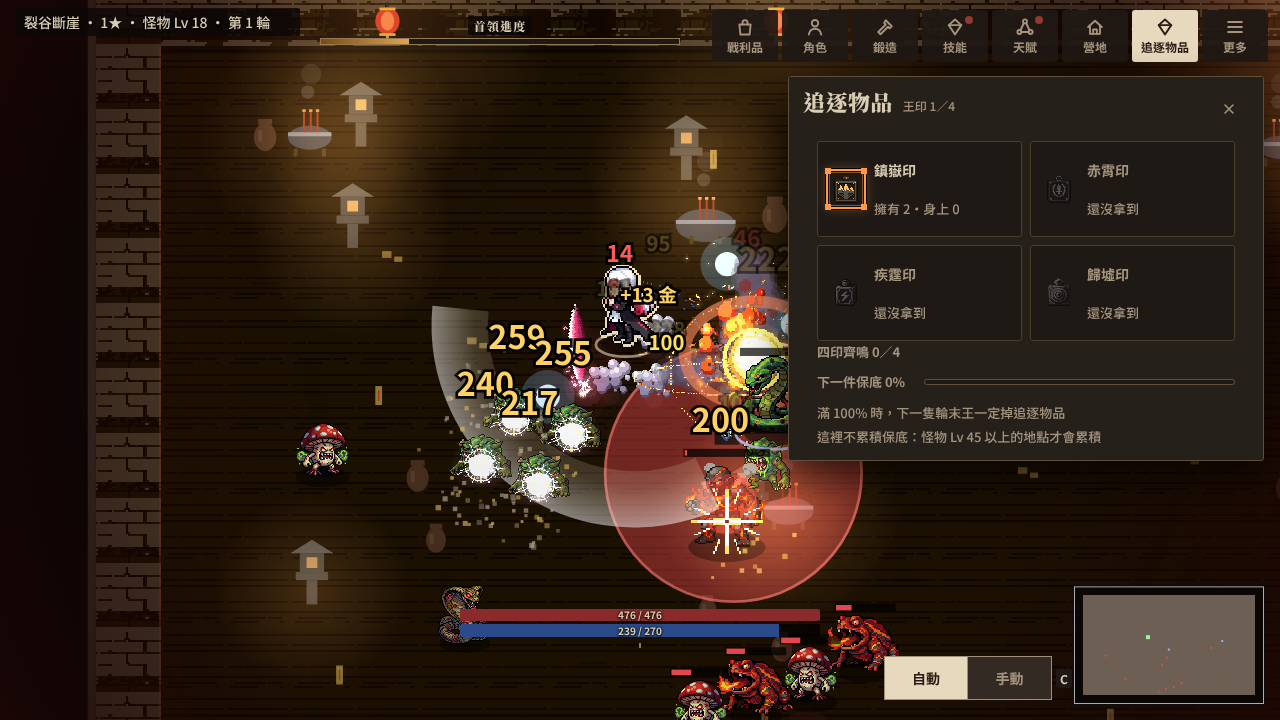 裂谷斷崖 · 1★ · 怪物 Lv 18 · 第 1 輪
首領進度
戰利品
角色
鍛造
技能
天賦
營地
追逐物品
更多
追逐物品 王印 1／4
×
鎮嶽印
擁有 2・身上 0
赤霄印
還沒拿到
疾霆印
還沒拿到
歸墟印
還沒拿到
四印齊鳴 0／4
下一件保底 0%
滿 100% 時，下一隻輪末王一定掉追逐物品
這裡不累積保底：怪物 Lv 45 以上的地點才會累積
14
95
46
222
+13 金
100
259
255
240
217
200
476 / 476
239 / 270
自動
手動
C